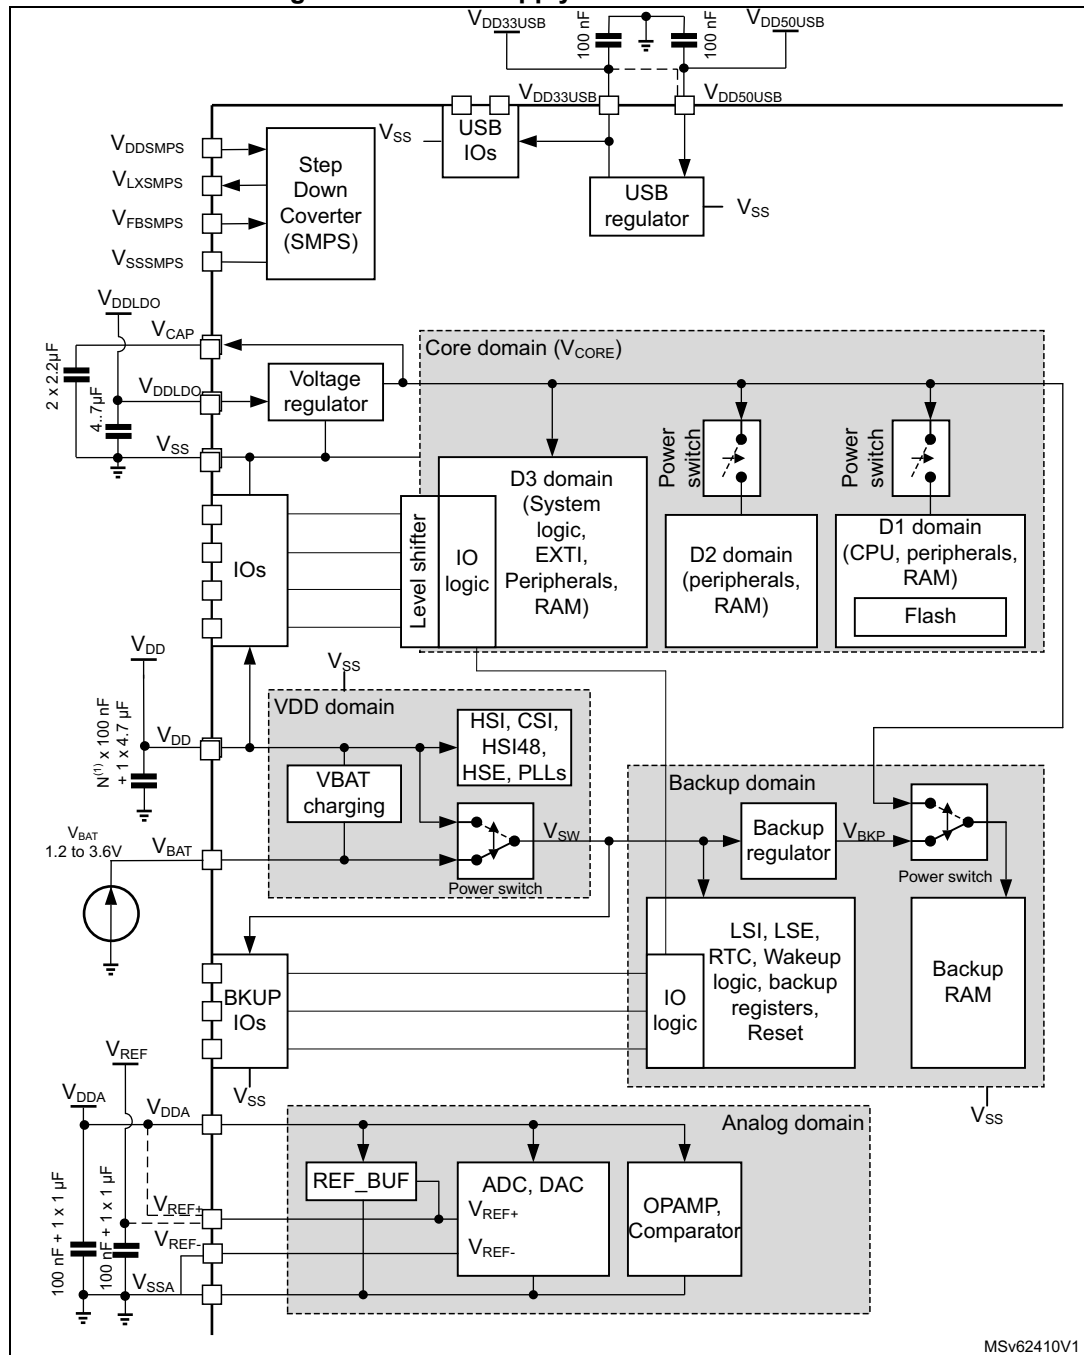 VDD33USB
100 nF
100 nF
VDD50USB
VDD33USB
VDD50USB
VSS
USB
IOs
USB
regulator
VSS
VDDSMPS
VLXSMPS
VFBSMPS
VSSSMPS
Step
Down
Coverter
(SMPS)
VDDLDO
VCAP
2 x 2.2µF
4..7µF
VDDLDO
VSS
Voltage
regulator
Core domain (VCORE)
Power
switch
Power
switch
D3 domain
(System
logic,
EXTI,
Peripherals,
RAM)
D2 domain
(peripherals,
RAM)
D1 domain
(CPU, peripherals,
RAM)
Flash
IOs
Level shifter
IO
logic
VDD
N(1) x 100 nF
+ 1 x 4.7 µF
VDD
VSS
VDD domain
HSI, CSI,
HSI48,
HSE, PLLs
VBAT
charging
VBAT
1.2 to 3.6V
VBAT
Power switch
VSW
Backup domain
Backup
regulator
VBKP
Power switch
LSI, LSE,
RTC, Wakeup
logic, backup
registers,
Reset
IO
logic
Backup
RAM
VSS
BKUP
IOs
VSS
VREF
VDDA
VDDA
100 nF + 1 x 1 µF
100 nF + 1 x 1 µF
VREF+
VREF-
VSSA
Analog domain
REF_BUF
ADC, DAC
VREF+
VREF-
OPAMP,
Comparator
MSv62410V1